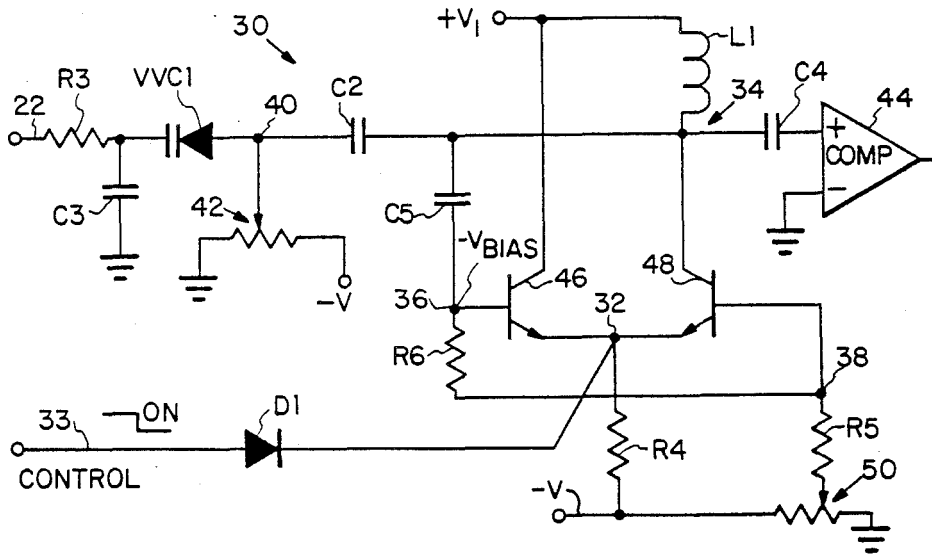 30
+V1
L1
R3
VVC1
22
40
C2
34
C4
44
+
COMP
−
C3
42
C5
-VBIAS
-V
36
46
48
32
R6
38
33
ON
D1
R4
R5
CONTROL
-V
50